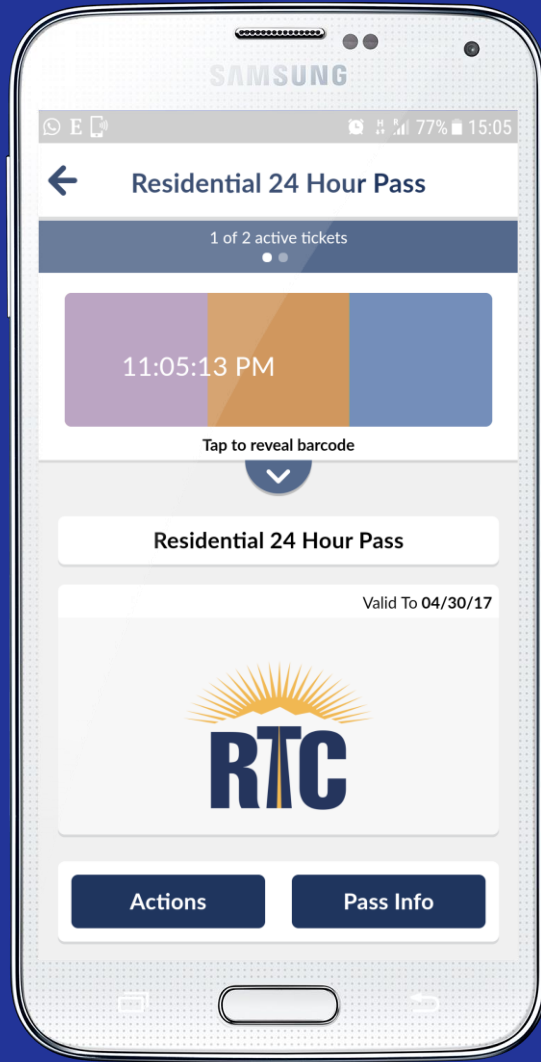 SAMSUNG
E 77% 15:05
Residential 24 Hour Pass
1 of 2 active tickets
11:05:13 PM
Tap to reveal barcode
Residential 24 Hour Pass
Valid To 04/30/17
RTC
Actions
Pass Info